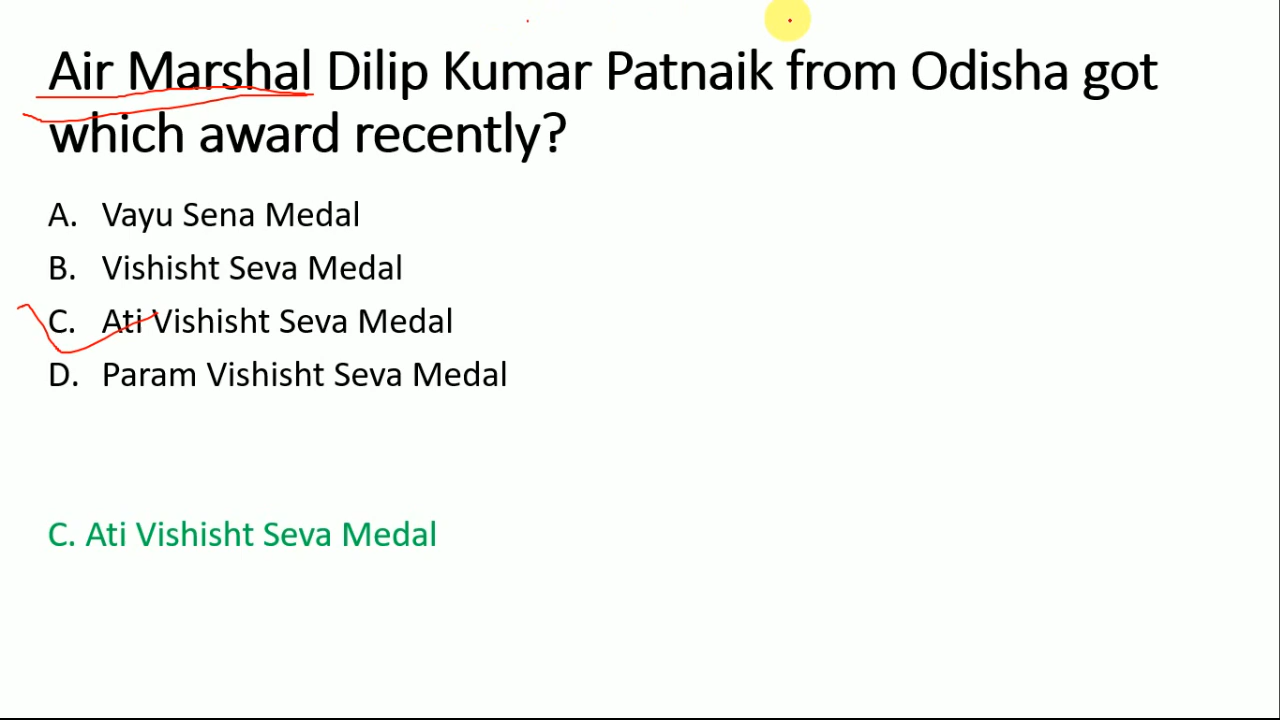 Air Marshal Dilip Kumar Patnaik from Odisha got
which award recently?
A. Vayu Sena Medal
B. Vishisht Seva Medal
C. Ati Vishisht Seva Medal
D. Param Vishisht Seva Medal
C. Ati Vishisht Seva Medal